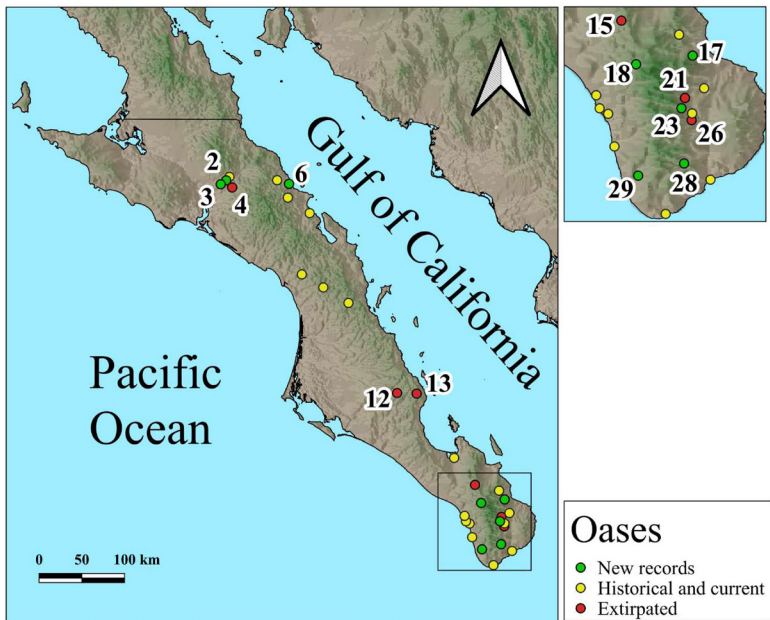 2
3
4
6
Gulf of California
Pacific
Ocean
12
13
0 50 100 km
15
17
18
21
23
26
28
29
Oases
New records
Historical and current
Extirpated